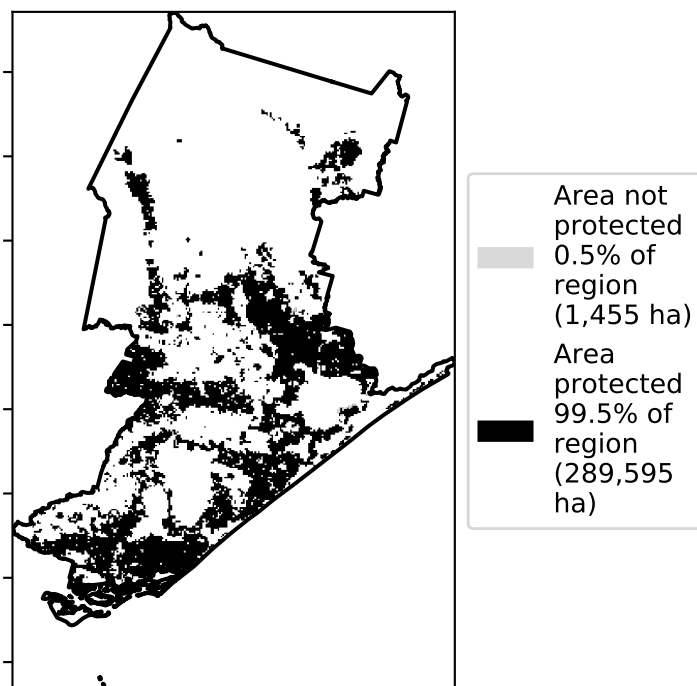 Area not
protected
0.5% of
region
(1,455 ha)
Area
protected
99.5% of
region
(289,595
ha)